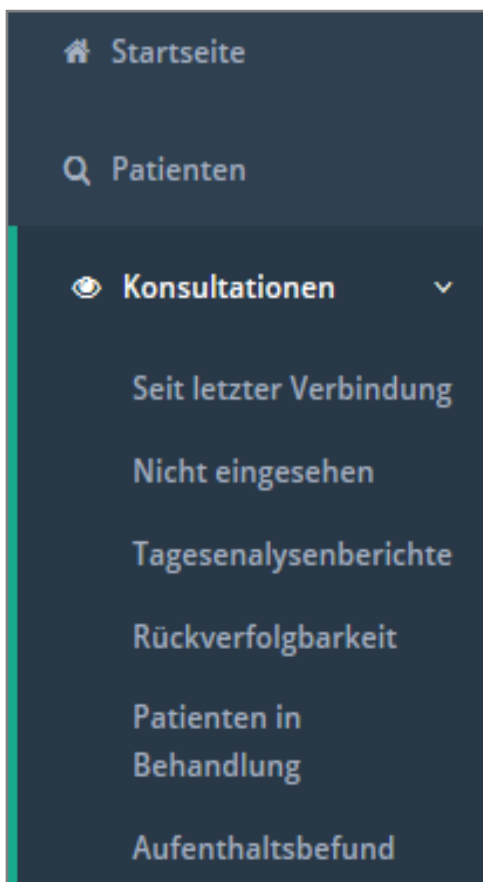 Startseite
Patienten
Konsultationen
Seit letzter Verbindung
Nicht eingesehen
Tagesenalysenberichte
Rückverfolgbarkeit
Patienten in
Behandlung
Aufenthaltsbefund